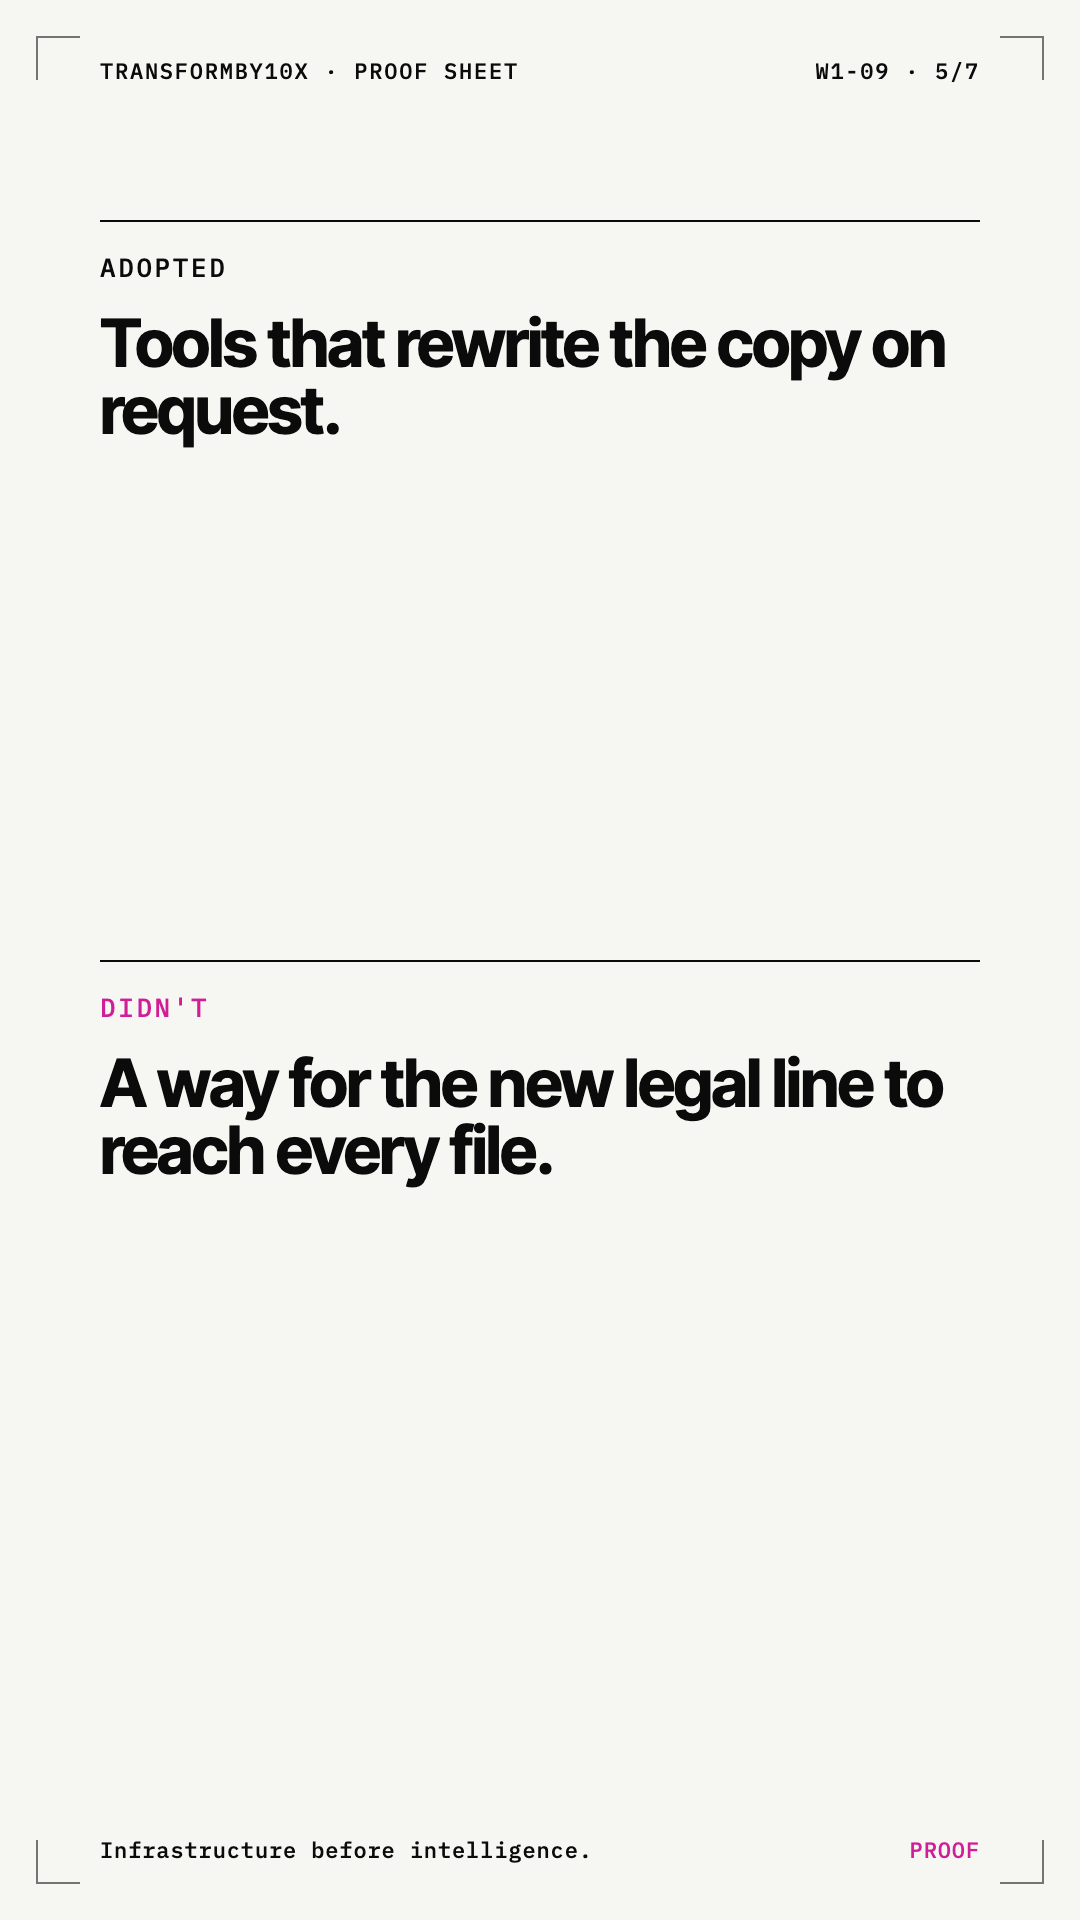 TRANSFORMBY10X · PROOF SHEET
W1-09 · 5/7
ADOPTED
Tools that rewrite the copy on
request.
DIDN'T
A way for the new legal line to
reach every file.
Infrastructure before intelligence.
PROOF